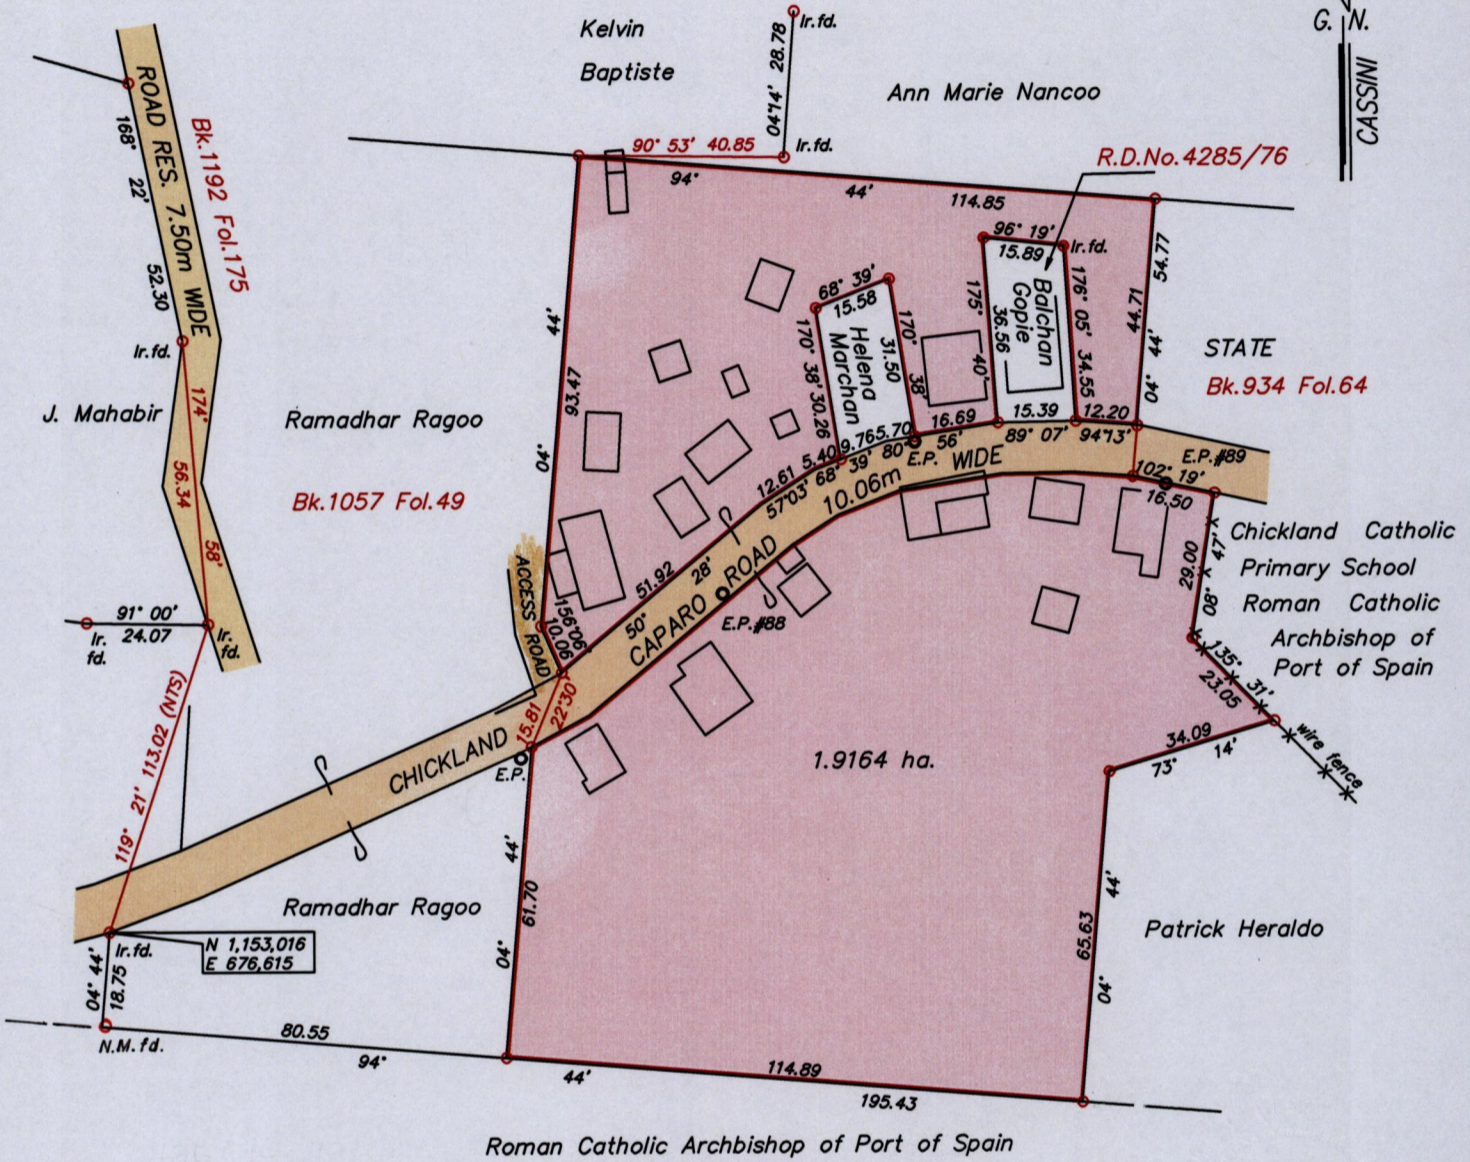 G. N.
CASSINI
Kelvin
Baptiste
Ir.fd.
04°14' 28.78
Ir.fd.
Ann Marie Nancoo
R.D.No.4285/76
90° 53' 40.85
94° 44'
114.85
ROAD RES. 7.50m WIDE
Bk.1192 Fol.175
168° 22' 52.30
Ir.fd.
174° 58'
56.34
J. Mahabir
91° 00'
24.07
Ir.
fd.
Ir.
fd.
119° 21' 113.02 (NTS)
Ramadhar Ragoo
Bk.1057 Fol.49
04° 44'
93.47
96° 19'
15.89
Ir.fd.
Balchan
Gopie
175° 40'
36.56
176° 05' 34.55
54.77
44.71
04° 44'
STATE
Bk.934 Fol.64
68° 39'
15.58
Helena
Marchan
170° 38' 30.26
170° 38'
31.50
16.69
15.39
12.20
56'
89° 07'
94°13'
12.61 5.40 9.76 5.70
57°03' 68° 39' 80°
E.P.
E.P.#89
102° 19'
16.50
CHICKLAND CAPARO ROAD 10.06m WIDE
51.92
50° 28'
E.P.#88
ACCESS ROAD
156°06'
10.06
15.81
22°30'
E.P.
29.00
08° 47'
Chickland Catholic
Primary School
Roman Catholic
Archbishop of
Port of Spain
135° 31'
23.05
wire fence
34.09
73° 14'
1.9164 ha.
Ramadhar Ragoo
04° 44'
61.70
65.63
04° 44'
Patrick Heraldo
Ir.fd.
N 1,153,016
E 676,615
04° 44'
18.75
N.M.fd.
80.55
94° 44'
114.89
195.43
Roman Catholic Archbishop of Port of Spain